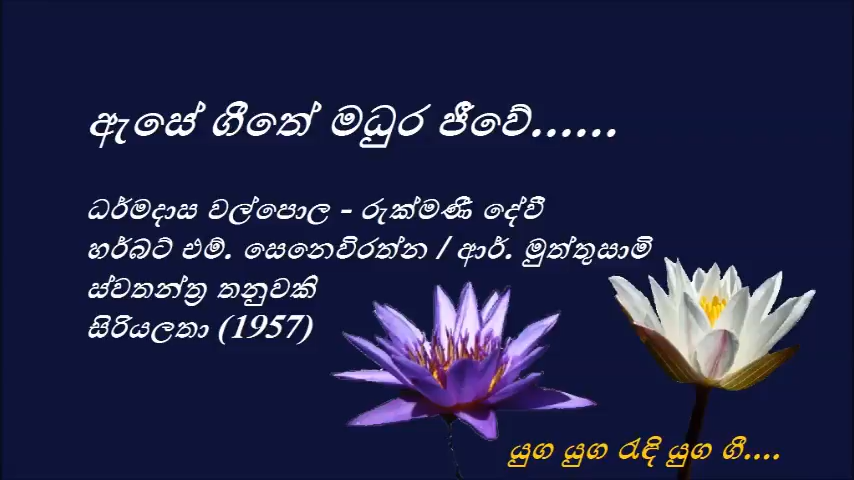 ඇසේ ගීතේ මධුර ජීවේ......
ධර්මදාස වල්පොල - රුක්මණී දේවී
හර්බට් එම්. සෙනෙවිරත්න / ආර්. මුත්තුසාමි
ස්වතන්ත්‍ර තනුවකි
සිරියලතා (1957)
යුග යුග රැඳි යුග ගී....